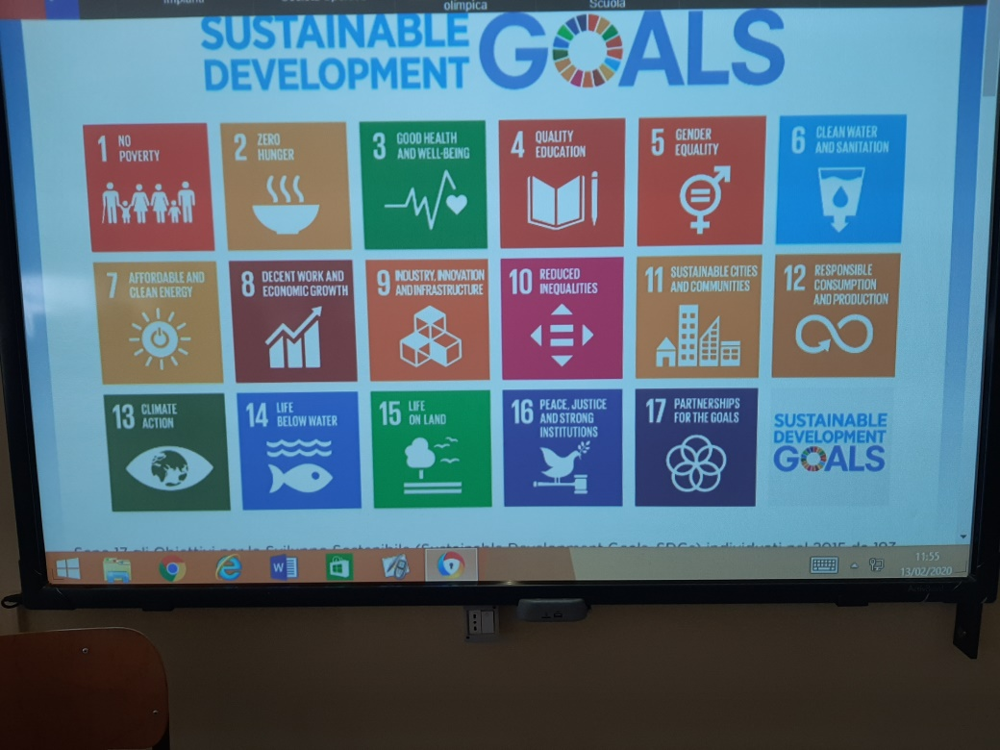 olimpica
Scuola
SUSTAINABLE
DEVELOPMENT
GOALS
1 NO
POVERTY
2 ZERO
HUNGER
3 GOOD HEALTH
AND WELL-BEING
4 QUALITY
EDUCATION
5 GENDER
EQUALITY
6 CLEAN WATER
AND SANITATION
7 AFFORDABLE AND
CLEAN ENERGY
8 DECENT WORK AND
ECONOMIC GROWTH
9 INDUSTRY, INNOVATION
AND INFRASTRUCTURE
10 REDUCED
INEQUALITIES
11 SUSTAINABLE CITIES
AND COMMUNITIES
12 RESPONSIBLE
CONSUMPTION
AND PRODUCTION
13 CLIMATE
ACTION
14 LIFE
BELOW WATER
15 LIFE
ON LAND
16 PEACE, JUSTICE
AND STRONG
INSTITUTIONS
17 PARTNERSHIPS
FOR THE GOALS
SUSTAINABLE
DEVELOPMENT
GOALS
Sono 17 gli Obiettivi per lo Sviluppo Sostenibile (Sustainable Development Goals, SDGs) individuati nel 2015 da 193
11:55
13/02/2020